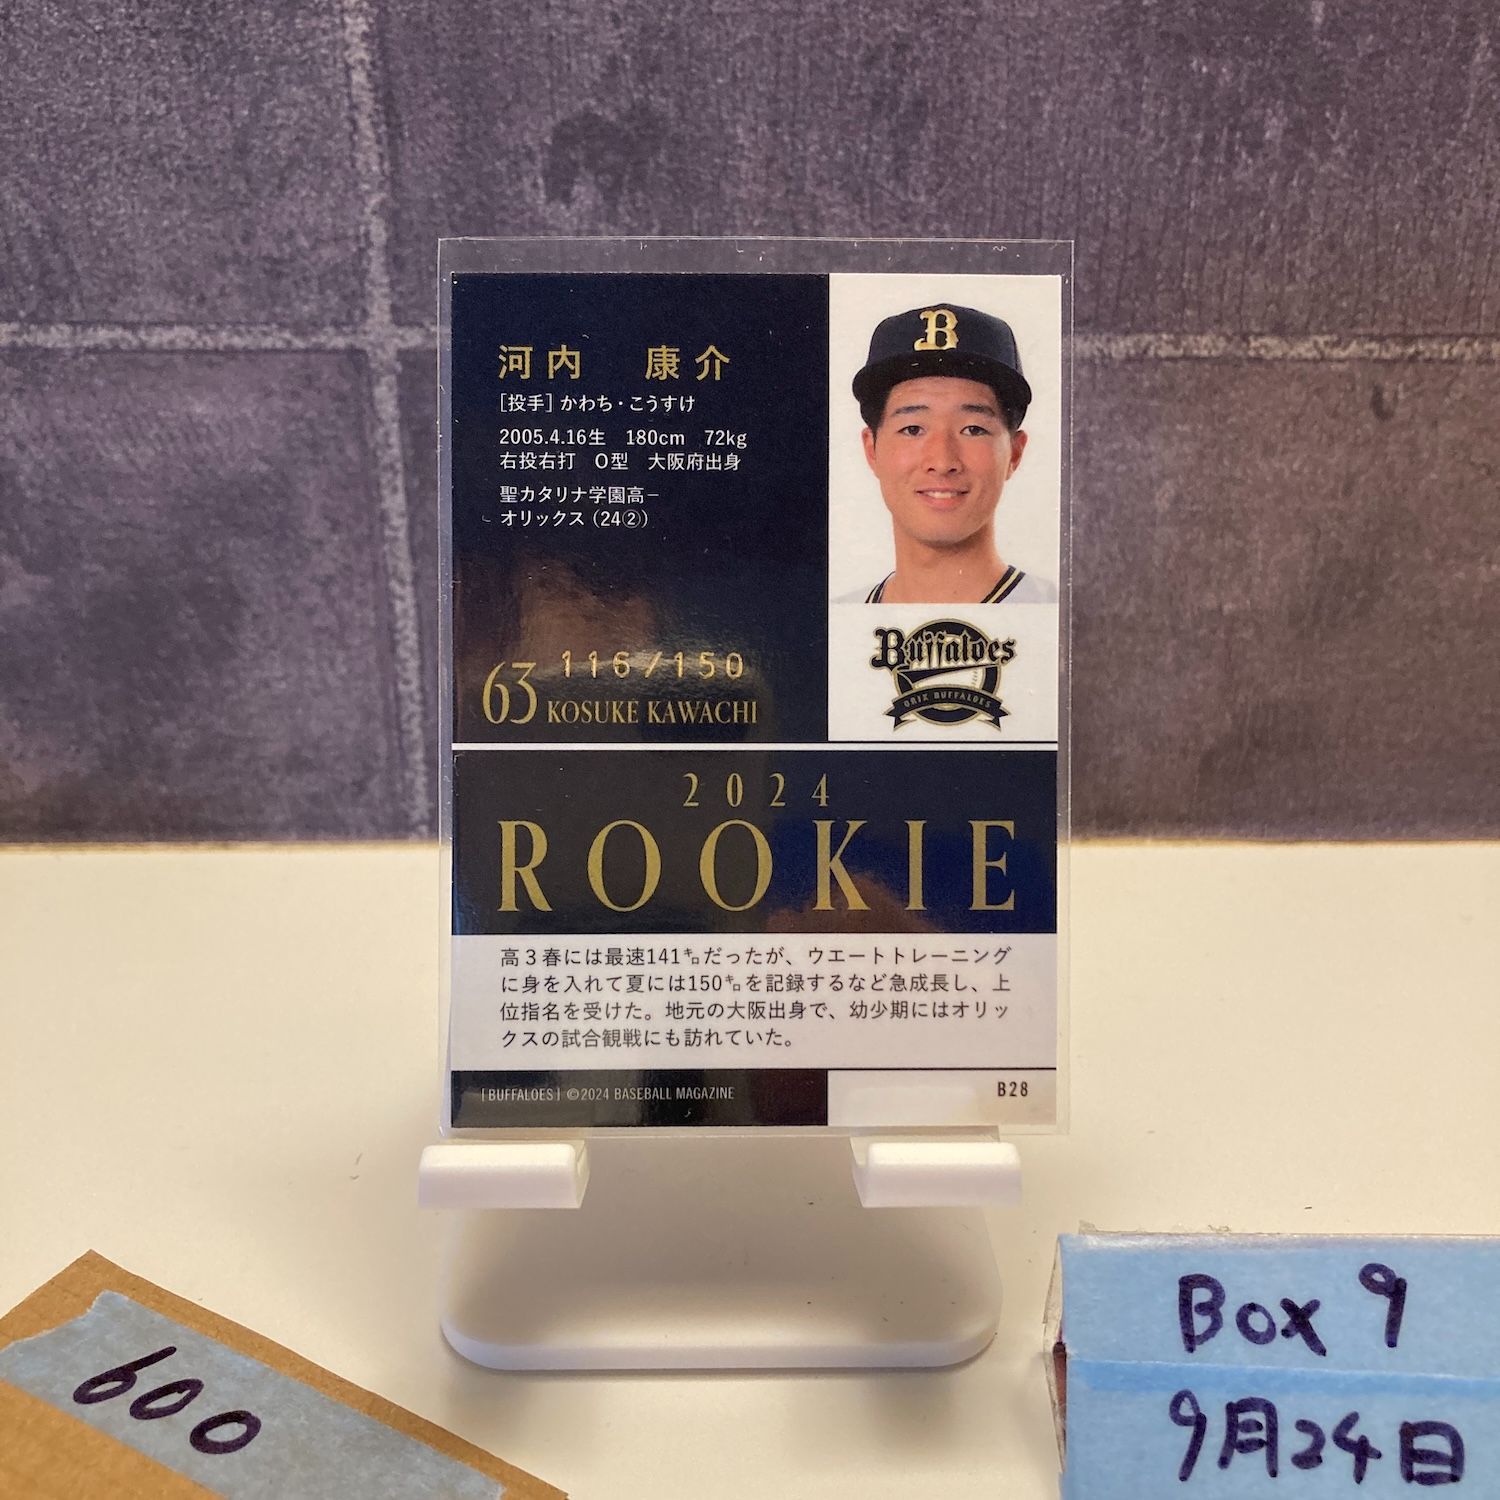 河内 康介
[投手] かわち・こうすけ
2005.4.16生 180cm 72kg
右投右打 O型 大阪府出身
聖カタリナ学園高－
オリックス (24②)
116/150
63 KOSUKE KAWACHI
B
Buffaloes
ORIX BUFFALOES
2024
ROOKIE
高3春には最速141㌔だったが、ウエートトレーニング
に身を入れて夏には150㌔を記録するなど急成長し、上
位指名を受けた。地元の大阪出身で、幼少期にはオリッ
クスの試合観戦にも訪れていた。
[BUFFALOES] ©2024 BASEBALL MAGAZINE
B28
600
Box 9
9月24日